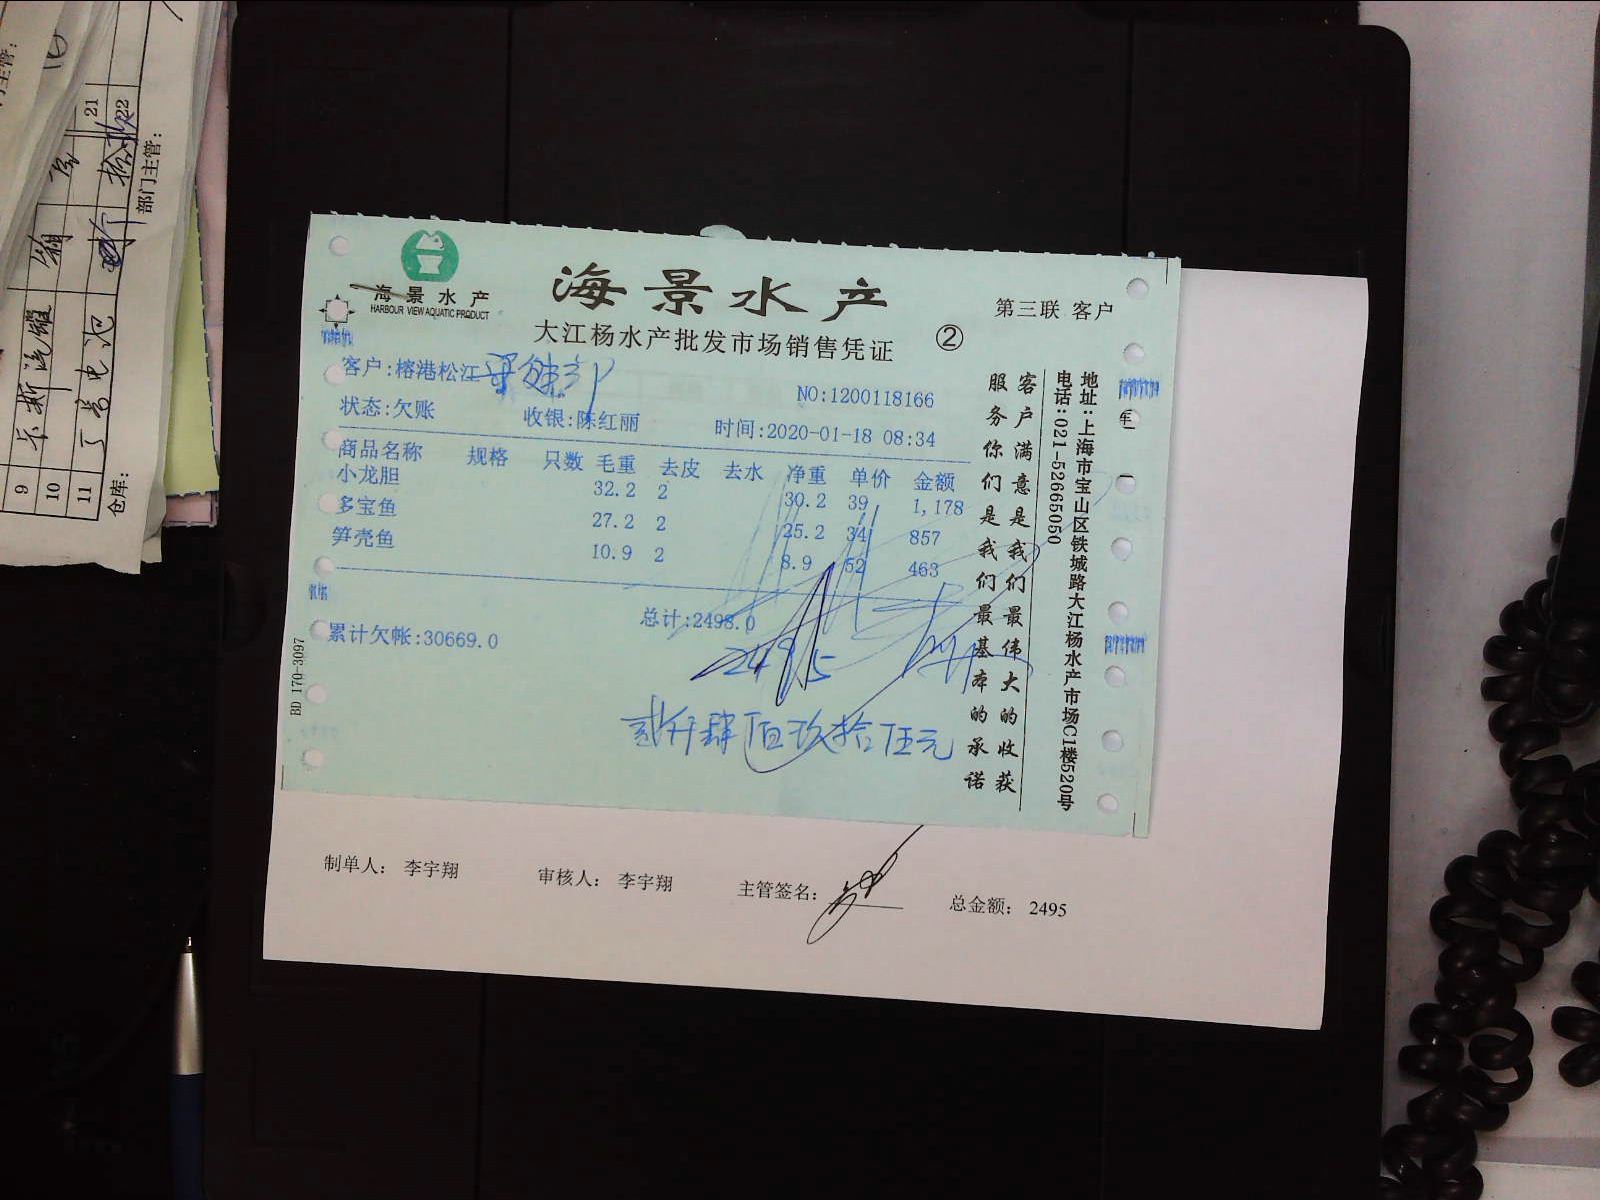 海景水产
HARBOUR VIEW AQUATIC PRODUCT
海景水产
第三联 客户
大江杨水产批发市场销售凭证 ②
客户:榕港松江
NO:1200118166
状态:欠账 收银:陈红丽 时间:2020-01-18 08:34
商品名称 规格 只数 毛重 去皮 去水 净重 单价 金额
小龙胆 32.2 2 30.2 39 1,178
多宝鱼 27.2 2 25.2 34 857
笋壳鱼 10.9 2 8.9 52 463
总计:2498.0
累计欠帐:30669.0
2495
贰仟肆佰玖拾伍元
BD 170-3097
客户满意是我们最伟大的收获
服务你们是我们最基本的承诺
地址:上海市宝山区铁城路大江杨水产市场C1楼520号
电话:021-52665050
库
制单人: 李宇翔 审核人: 李宇翔 主管签名: 总金额: 2495
9
10
11
21
22
仓库:
部门主管:
门主管: